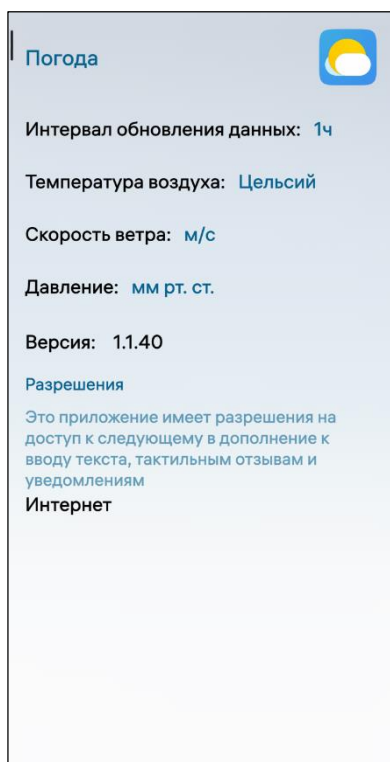 Погода
Интервал обновления данных: 1ч
Температура воздуха: Цельсий
Скорость ветра: м/с
Давление: мм рт. ст.
Версия: 1.1.40
Разрешения
Это приложение имеет разрешения на
доступ к следующему в дополнение к
вводу текста, тактильным отзывам и
уведомлениям
Интернет